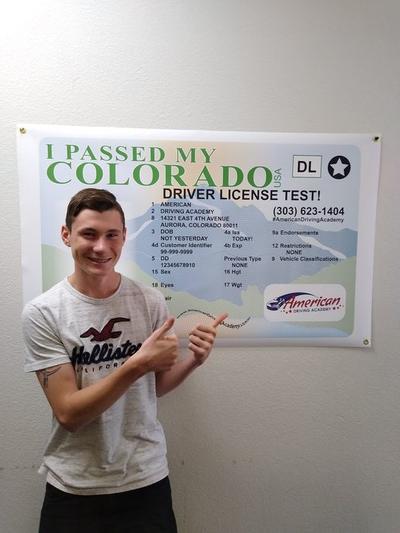 I PASSED MY
COLORADO USA
DRIVER LICENSE TEST!
DL
1 AMERICAN
2 DRIVING ACADEMY
(303) 623-1404
8 14321 EAST 4TH AVENUE
#AmericanDrivingAcademy
AURORA, COLORADO 80011
3 DOB 4a Iss 9a Endorsements
NOT YESTERDAY TODAY!
4d Customer Identifier 4b Exp 12 Restrictions
99-999-9999 NONE
5 DD Previous Type 9 Vehicle Classifications
12345678910 NONE
15 Sex 16 Hgt
18 Eyes 17 Wgt
air
American
DRIVING ACADEMY
Hollister
CALIFORNIA